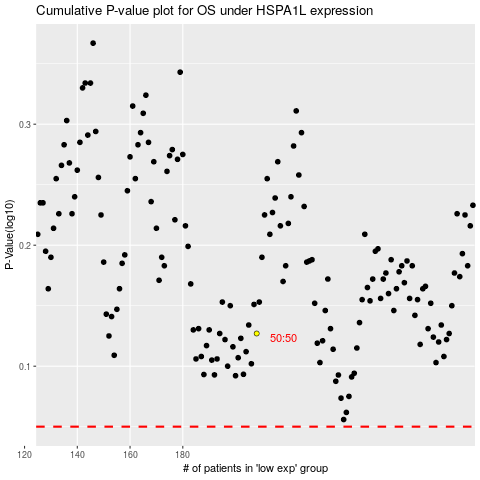 Cumulative P-value plot for OS under HSPA1L expression
P-Value(log10)
0.3
0.2
0.1
50:50
120 140 160 180
# of patients in 'low exp' group